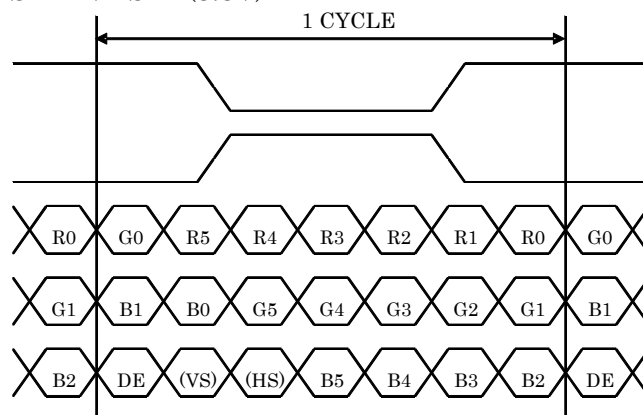 1 CYCLE
R0 G0 R5 R4 R3 R2 R1 R0 G0
G1 B1 B0 G5 G4 G3 G2 G1 B1
B2 DE (VS) (HS) B5 B4 B3 B2 DE